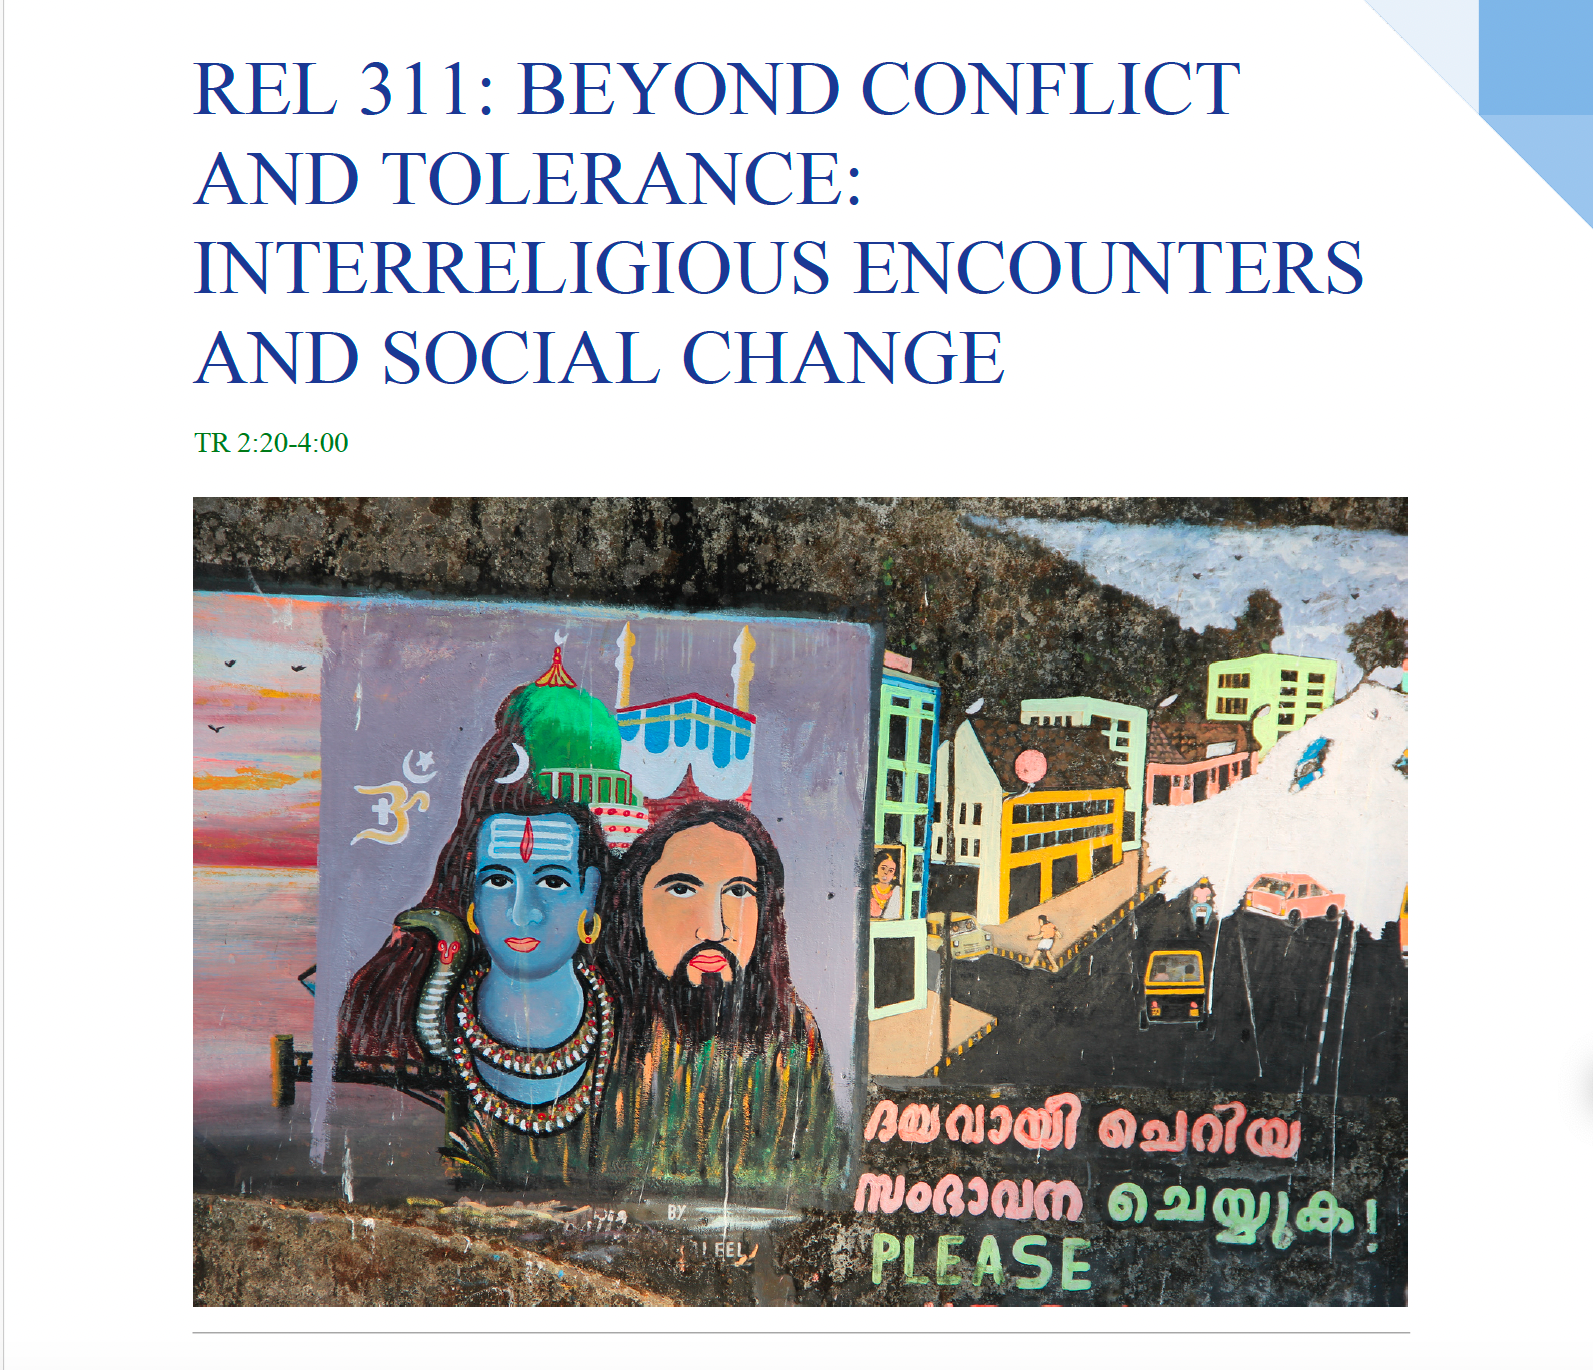 REL 311: BEYOND CONFLICT
AND TOLERANCE:
INTERRELIGIOUS ENCOUNTERS
AND SOCIAL CHANGE
TR 2:20-4:00
ദയവായി ചെറിയ
സംഭാവന ചെയ്യുക!
BY
PLEASE